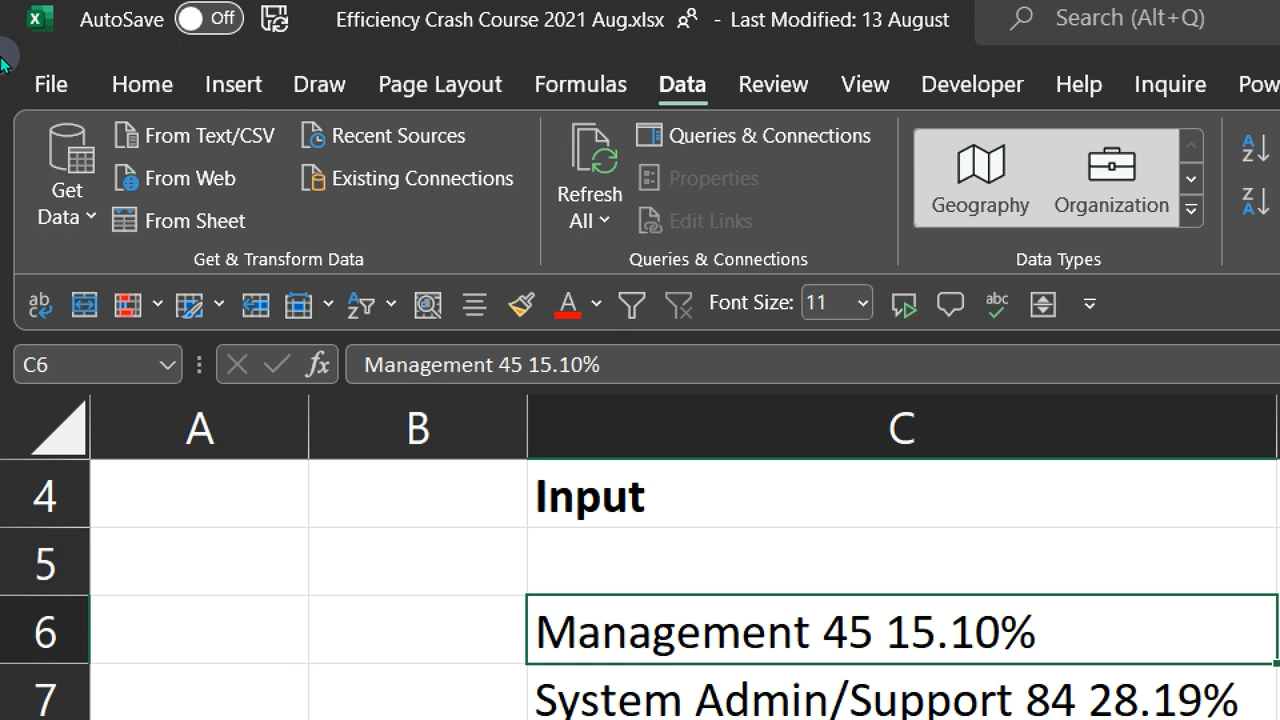 AutoSave Off Efficiency Crash Course 2021 Aug.xlsx - Last Modified: 13 August Search (Alt+Q)
File Home Insert Draw Page Layout Formulas Data Review View Developer Help Inquire Pow
Get Data
From Text/CSV
From Web
From Sheet
Recent Sources
Existing Connections
Get & Transform Data
Refresh All
Queries & Connections
Properties
Edit Links
Queries & Connections
Geography Organization
Data Types
Font Size: 11
C6 fx Management 45 15.10%
A B C
4 Input
5
6 Management 45 15.10%
7 System Admin/Support 84 28.19%